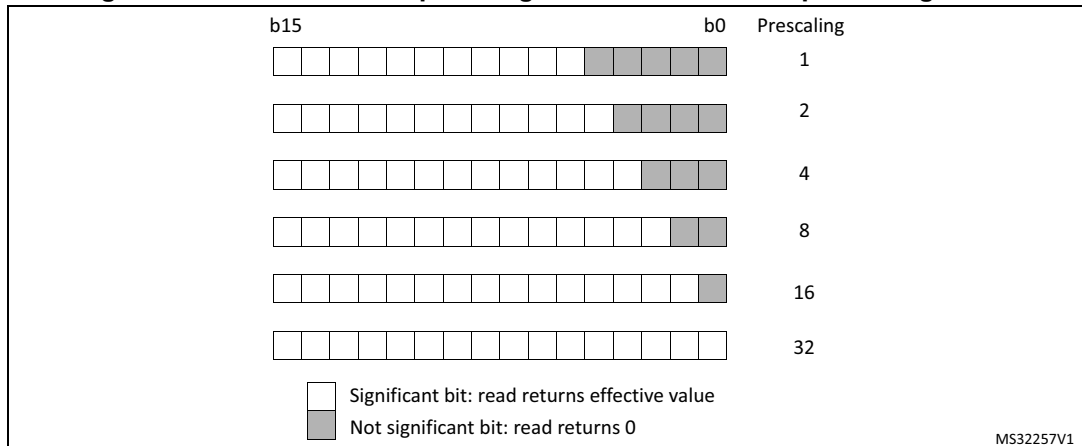 b15 b0 Prescaling
1
2
4
8
16
32
Significant bit: read returns effective value
Not significant bit: read returns 0
MS32257V1